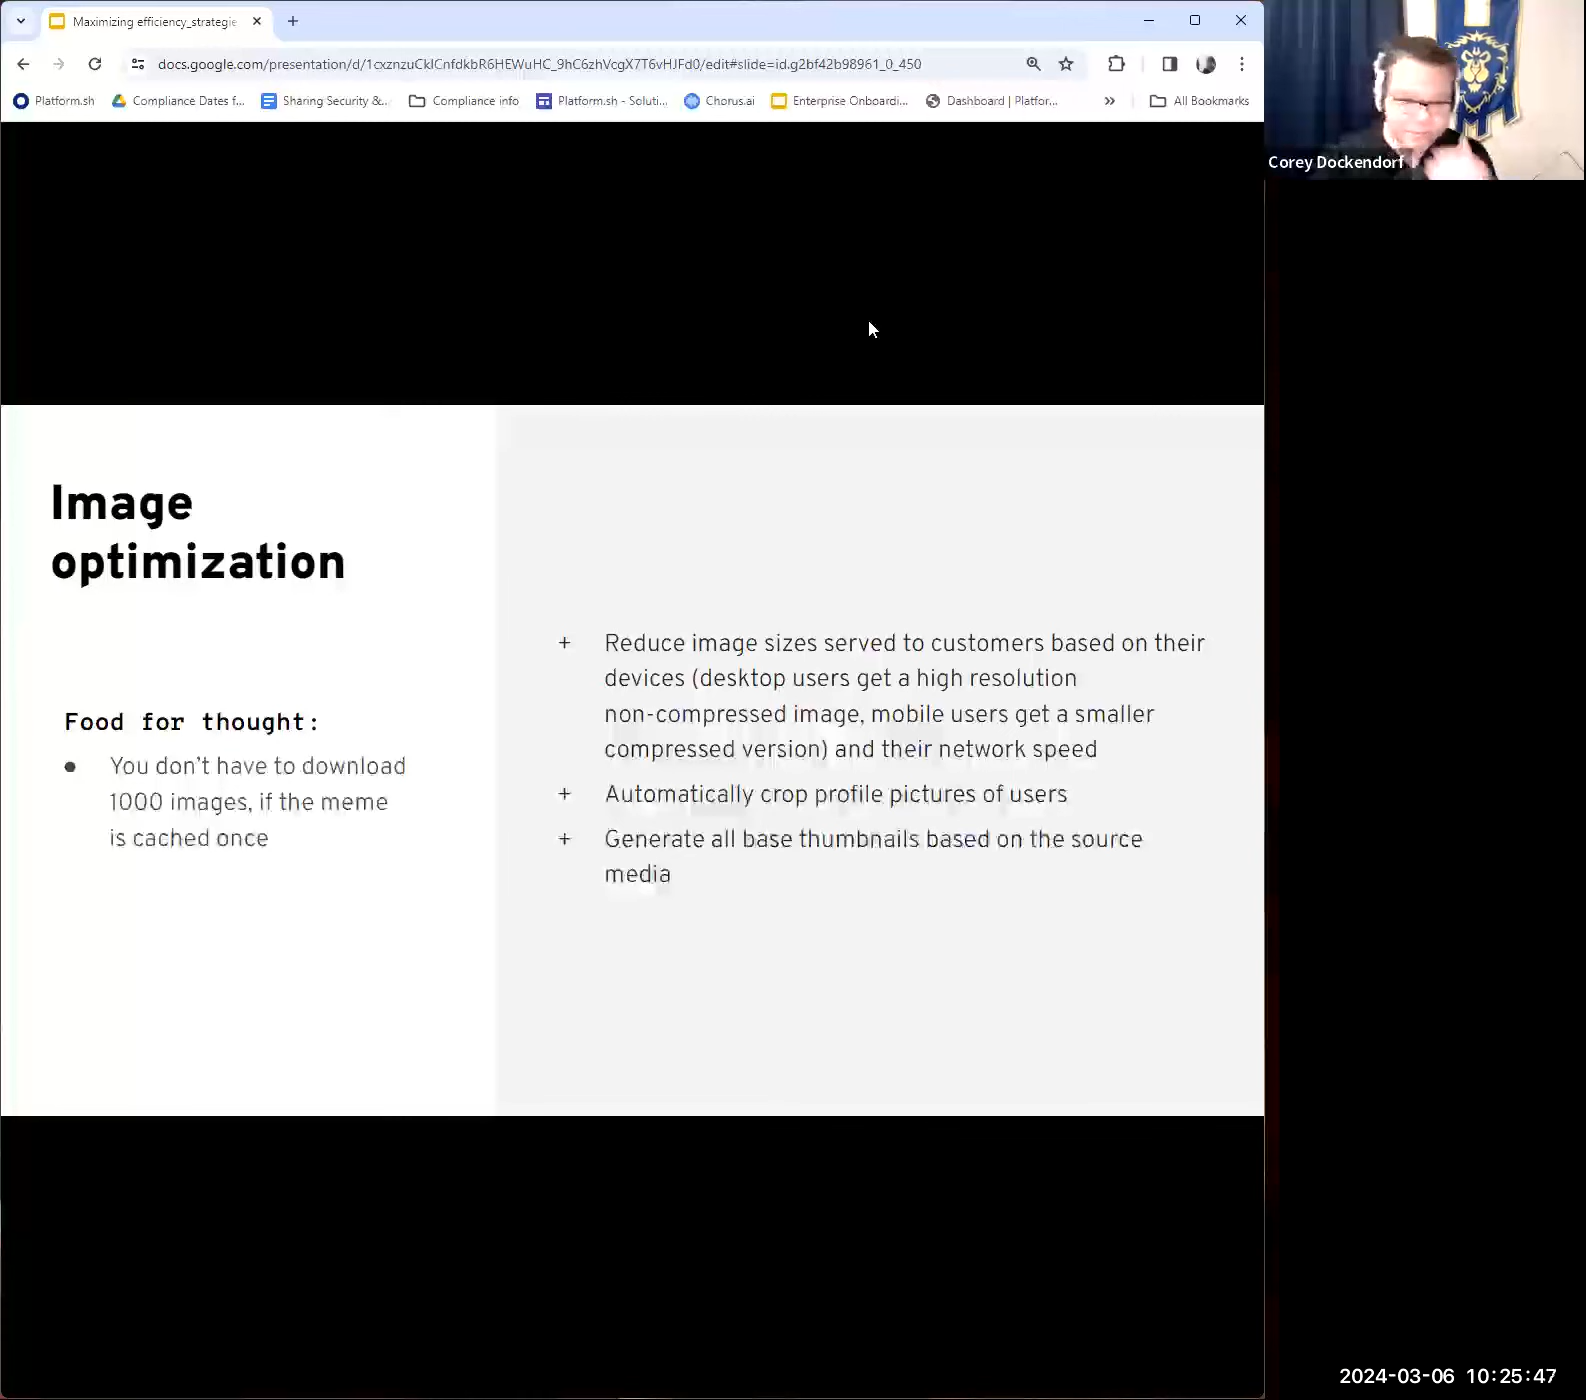 Maximizing efficiency_strategie
docs.google.com/presentation/d/1cxznzuCklCnfdkbR6HEWuHC_9hC6zhVcgX7T6vHJFd0/edit#slide=id.g2bf42b98961_0_450
Platform.sh
Compliance Dates f...
Sharing Security &...
Compliance info
Platform.sh - Soluti...
Chorus.ai
Enterprise Onboardi...
Dashboard | Platfor...
All Bookmarks
Corey Dockendorf
Image
optimization
Food for thought:
You don't have to download
1000 images, if the meme
is cached once
+ Reduce image sizes served to customers based on their
devices (desktop users get a high resolution
non-compressed image, mobile users get a smaller
compressed version) and their network speed
+ Automatically crop profile pictures of users
+ Generate all base thumbnails based on the source
media
2024-03-06 10:25:47